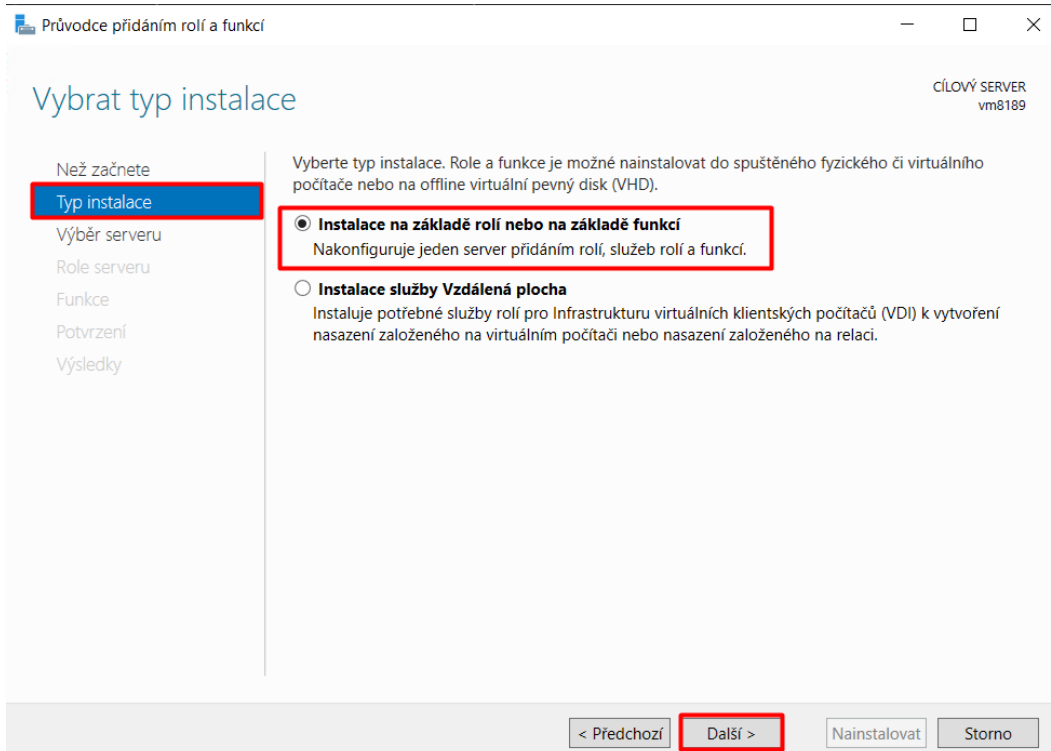 Průvodce přidáním rolí a funkcí
Vybrat typ instalace
CÍLOVÝ SERVER
vm8189
Než začnete
Typ instalace
Výběr serveru
Role serveru
Funkce
Potvrzení
Výsledky
Vyberte typ instalace. Role a funkce je možné nainstalovat do spuštěného fyzického či virtuálního
počítače nebo na offline virtuální pevný disk (VHD).
Instalace na základě rolí nebo na základě funkcí
Nakonfiguruje jeden server přidáním rolí, služeb rolí a funkcí.
Instalace služby Vzdálená plocha
Instaluje potřebné služby rolí pro Infrastrukturu virtuálních klientských počítačů (VDI) k vytvoření
nasazení založeného na virtuálním počítači nebo nasazení založeného na relaci.
< Předchozí
Další >
Nainstalovat
Storno